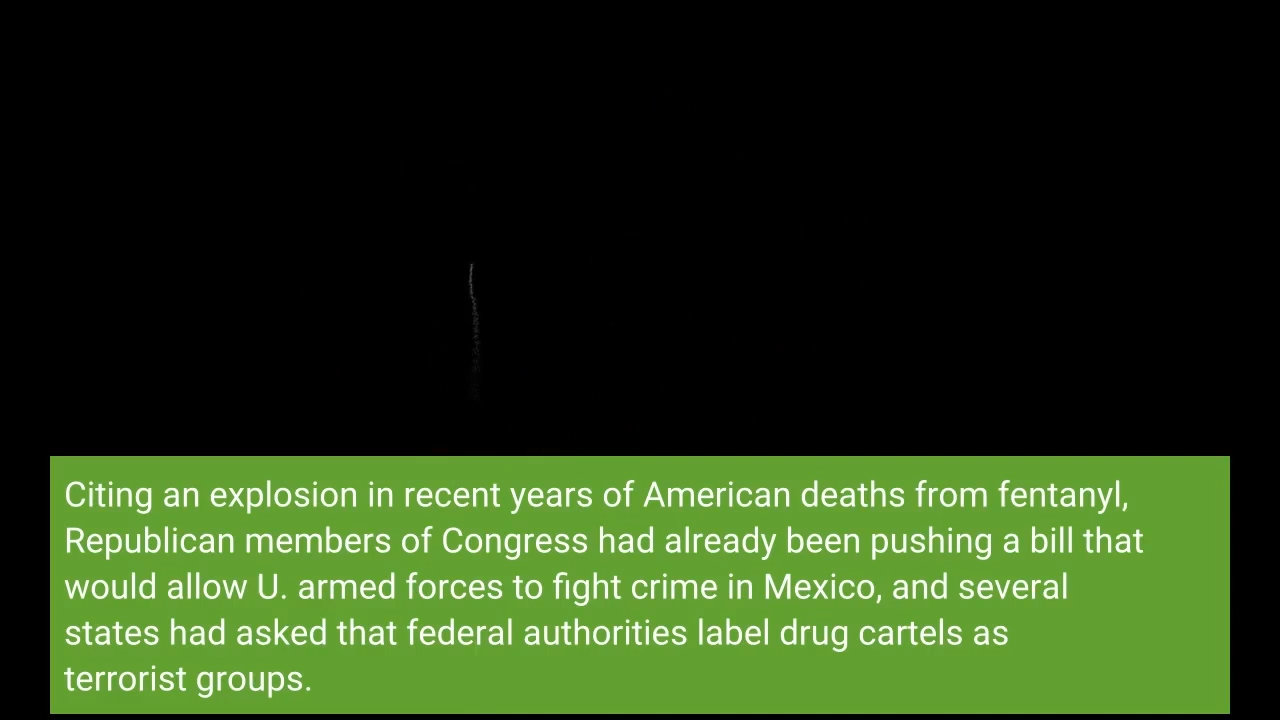 Citing an explosion in recent years of American deaths from fentanyl,
Republican members of Congress had already been pushing a bill that
would allow U. armed forces to fight crime in Mexico, and several
states had asked that federal authorities label drug cartels as
terrorist groups.